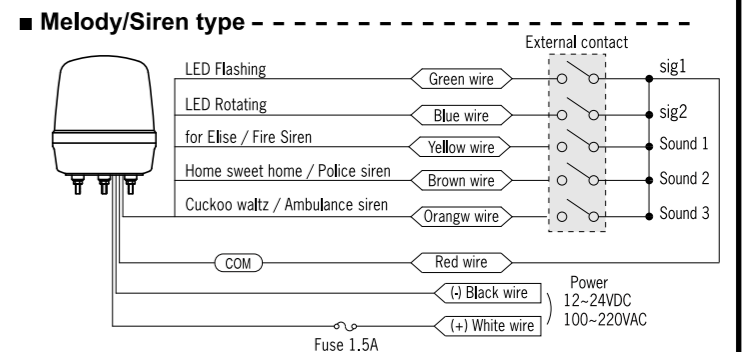 ■ Melody/Siren type
External contact
LED Flashing
Green wire
sig1
LED Rotating
Blue wire
sig2
for Elise / Fire Siren
Yellow wire
Sound 1
Home sweet home / Police siren
Brown wire
Sound 2
Cuckoo waltz / Ambulance siren
Orangw wire
Sound 3
COM
Red wire
(-) Black wire
Power
12~24VDC
100~220VAC
(+) White wire
Fuse 1.5A